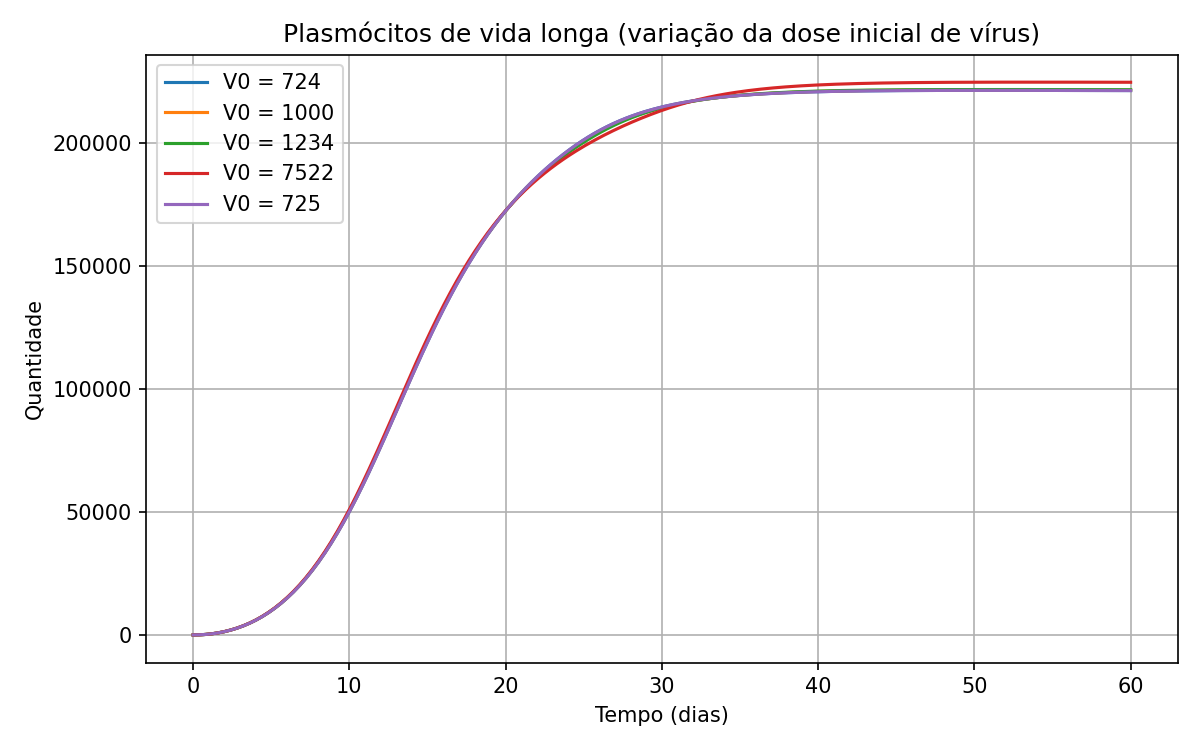 Plasmócitos de vida longa (variação da dose inicial de vírus)
V0 = 724
V0 = 1000
V0 = 1234
V0 = 7522
V0 = 725
200000
150000
100000
50000
0
Quantidade
0 10 20 30 40 50 60
Tempo (dias)